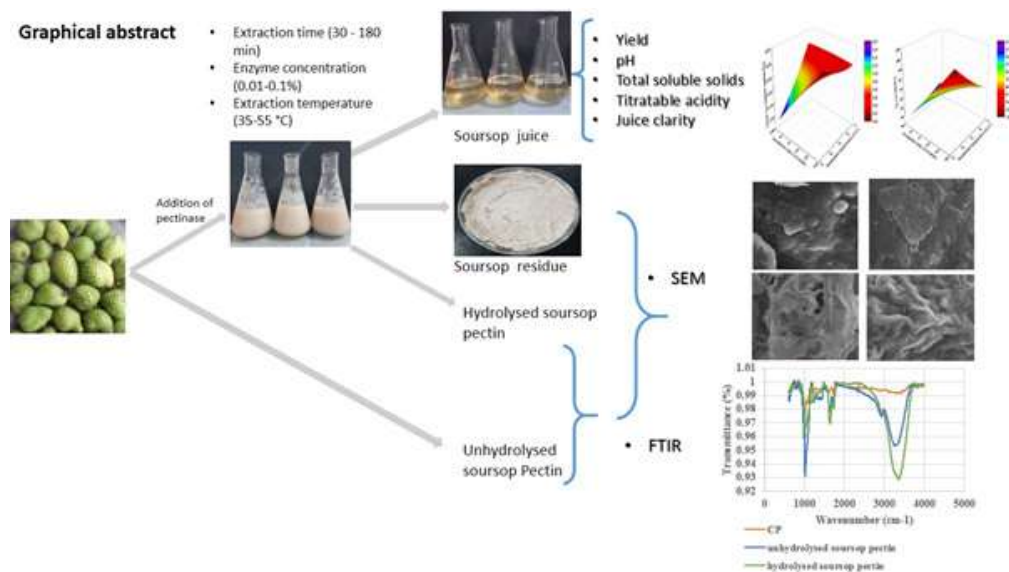 Graphical abstract
• Extraction time (30 - 180
min)
• Enzyme concentration
(0.01-0.1%)
• Extraction temperature
(35-55 °C)
Addition of
pectinase
Soursop juice
• Yield
• pH
• Total soluble solids
• Titratable acidity
• Juice clarity
Soursop residue
Hydrolysed soursop
pectin
Unhydrolysed
soursop Pectin
• SEM
• FTIR
Transmittance (%)
1.01
1
0.99
0.98
0.97
0.96
0.95
0.94
0.93
0.92
0 1000 2000 3000 4000 5000
Wavenumber (cm-1)
CP
unhydrolysed soursop pectin
hydrolysed soursop pectin